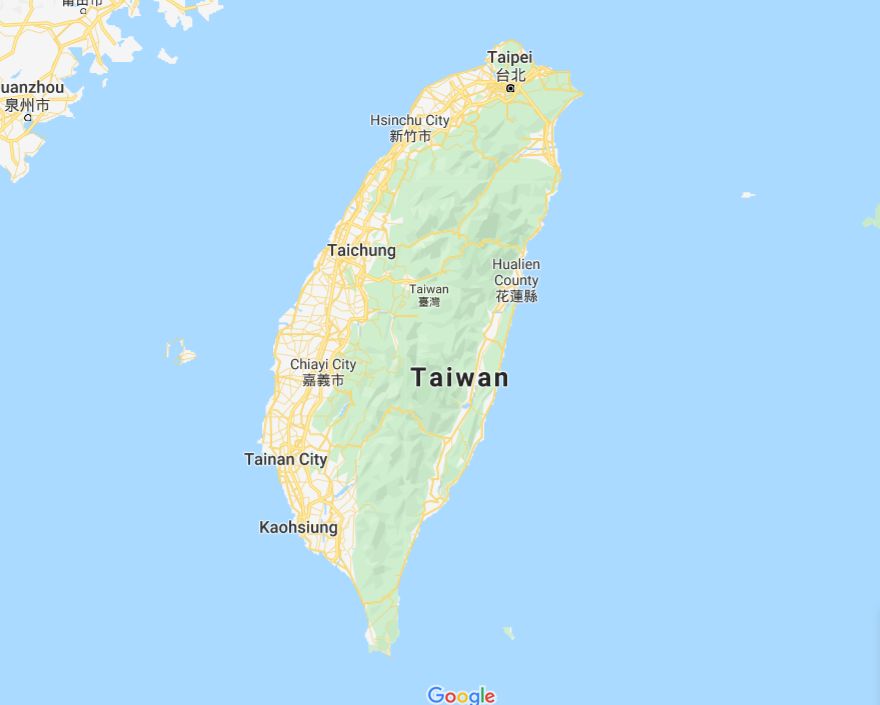 莆田市
Taipei
台北
uanzhou
泉州市
Hsinchu City
新竹市
Taichung
Hualien
County
花蓮縣
Taiwan
臺灣
Chiayi City
嘉義市
Taiwan
Tainan City
Kaohsiung
Google